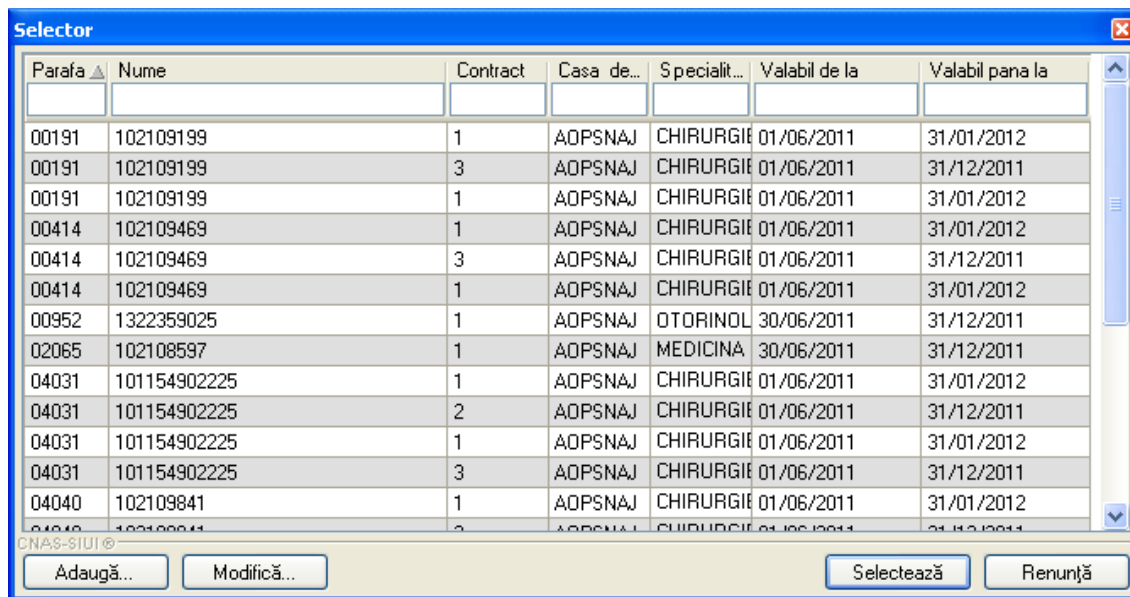 Selector
Parafa Nume Contract Casa de... Specialit... Valabil de la Valabil pana la
00191 102109199 1 AOPSNAJ CHIRURGIE 01/06/2011 31/01/2012
00191 102109199 3 AOPSNAJ CHIRURGIE 01/06/2011 31/12/2011
00191 102109199 1 AOPSNAJ CHIRURGIE 01/06/2011 31/01/2012
00414 102109469 1 AOPSNAJ CHIRURGIE 01/06/2011 31/01/2012
00414 102109469 3 AOPSNAJ CHIRURGIE 01/06/2011 31/12/2011
00414 102109469 1 AOPSNAJ CHIRURGIE 01/06/2011 31/01/2012
00952 1322359025 1 AOPSNAJ OTORINOL 30/06/2011 31/12/2011
02065 102108597 1 AOPSNAJ MEDICINA 30/06/2011 31/12/2011
04031 101154902225 1 AOPSNAJ CHIRURGIE 01/06/2011 31/01/2012
04031 101154902225 2 AOPSNAJ CHIRURGIE 01/06/2011 31/12/2011
04031 101154902225 1 AOPSNAJ CHIRURGIE 01/06/2011 31/01/2012
04031 101154902225 3 AOPSNAJ CHIRURGIE 01/06/2011 31/12/2011
04040 102109841 1 AOPSNAJ CHIRURGIE 01/06/2011 31/01/2012
CNAS-SIUI®
Adaugă... Modifică... Selectează Renunţă